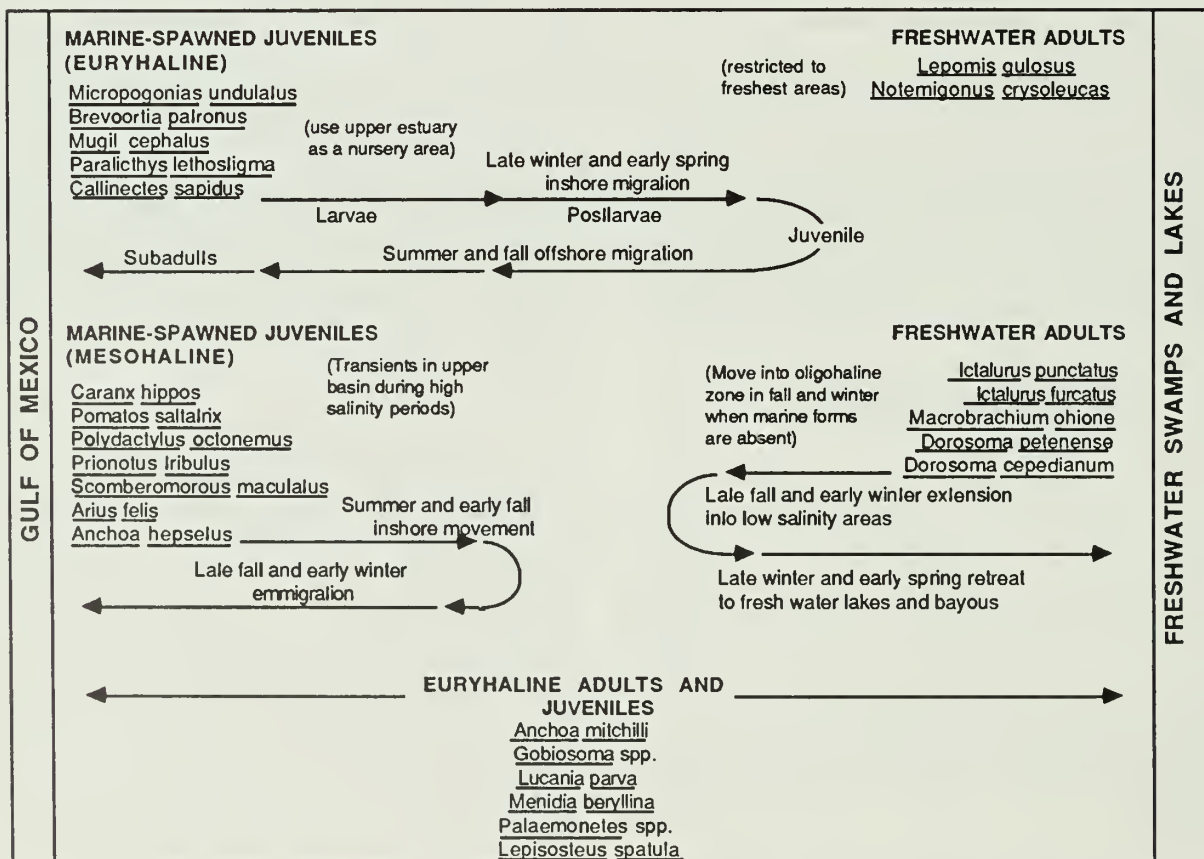 GULF OF MEXICO
MARINE-SPAWNED JUVENILES
(EURYHALINE)
Micropogonias undulalus
Brevoortia palronus
Mugil cephalus
Paralicthys lethosligma
Callinectes sapidus
(use upper estuary
as a nursery area)
Late winter and early spring
inshore migration
Larvae
Posllarvae
Juvenile
Summer and fall offshore migration
Subadulls
(restricted to
freshest areas)
FRESHWATER ADULTS
Lepomis gulosus
Notemigonus crysoleucas
MARINE-SPAWNED JUVENILES
(MESOHALINE)
(Transients in upper
basin during high
salinity periods)
Caranx hippos
Pomatos saltalrix
Polydactylus octonemus
Prionotus lribulus
Scomberomorous maculalus
Arius felis
Anchoa hepselus
Summer and early fall
inshore movement
Lale fall and early winter
emmigration
FRESHWATER ADULTS
Ictalurus punctatus
Ictalurus furcatus
Macrobrachium ohione
Dorosoma petenense
Dorosoma cepedianum
(Move into oligohaline
zone in fall and winter
when marine forms
are absent)
Lale fall and early winter exlension
inlo low salinity areas
Late winter and early spring retreat
to fresh water lakes and bayous
EURYHALINE ADULTS AND
JUVENILES
Anchoa mitchilli
Gobiosoma spp.
Lucania parva
Menidia beryllina
Palaemonetes spp.
Lepisosteus spatula
FRESHWATER SWAMPS AND LAKES